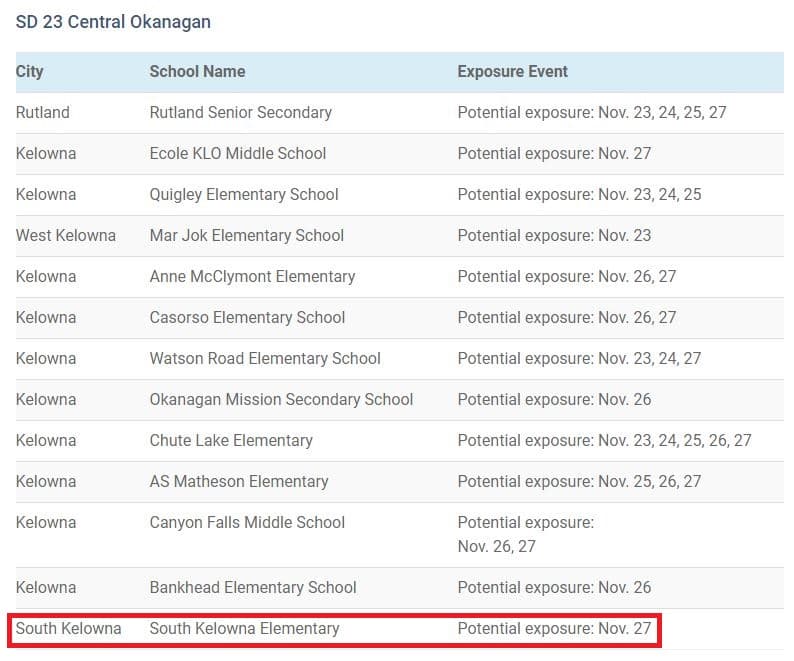 SD 23 Central Okanagan
City School Name Exposure Event
Rutland Rutland Senior Secondary Potential exposure: Nov. 23, 24, 25, 27
Kelowna Ecole KLO Middle School Potential exposure: Nov. 27
Kelowna Quigley Elementary School Potential exposure: Nov. 23, 24, 25
West Kelowna Mar Jok Elementary School Potential exposure: Nov. 23
Kelowna Anne McClymont Elementary Potential exposure: Nov. 26, 27
Kelowna Casorso Elementary School Potential exposure: Nov. 26, 27
Kelowna Watson Road Elementary School Potential exposure: Nov. 23, 24, 27
Kelowna Okanagan Mission Secondary School Potential exposure: Nov. 26
Kelowna Chute Lake Elementary Potential exposure: Nov. 23, 24, 25, 26, 27
Kelowna AS Matheson Elementary Potential exposure: Nov. 25, 26, 27
Kelowna Canyon Falls Middle School Potential exposure:
Nov. 26, 27
Kelowna Bankhead Elementary School Potential exposure: Nov. 26
South Kelowna South Kelowna Elementary Potential exposure: Nov. 27